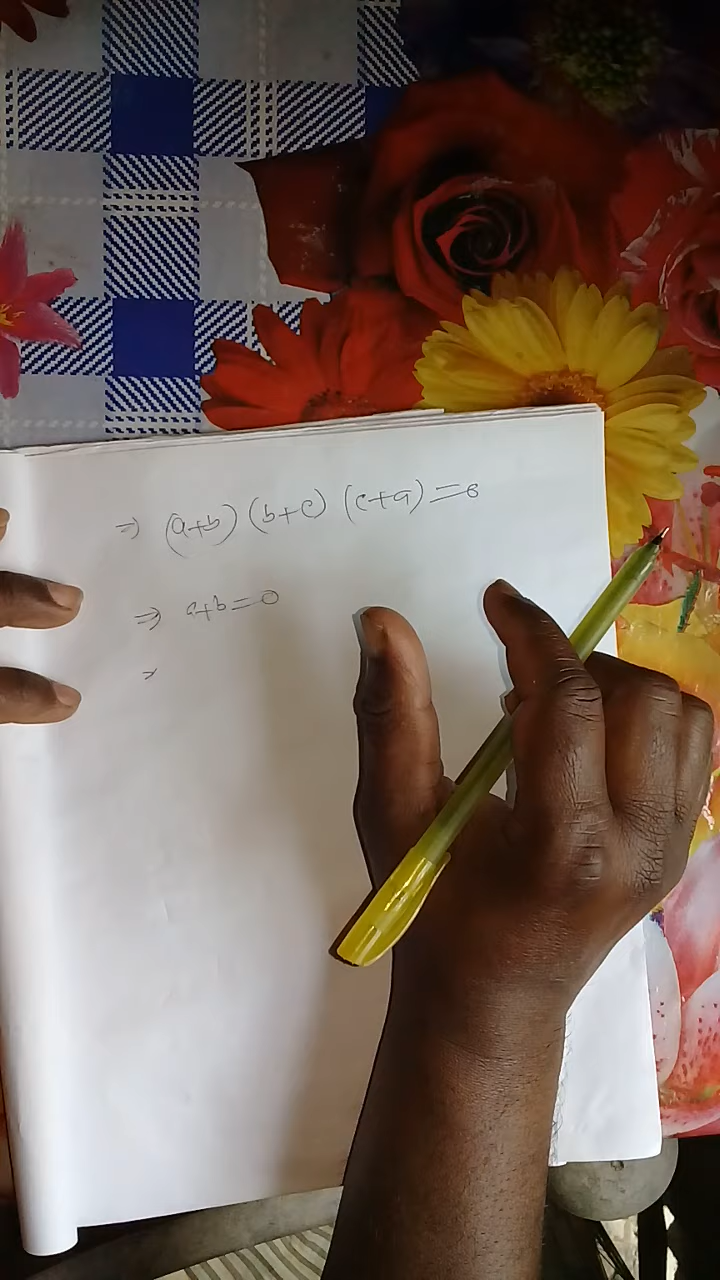 ⇒ (a+b) (b+c) (c+a) = 0
⇒ a+b = 0